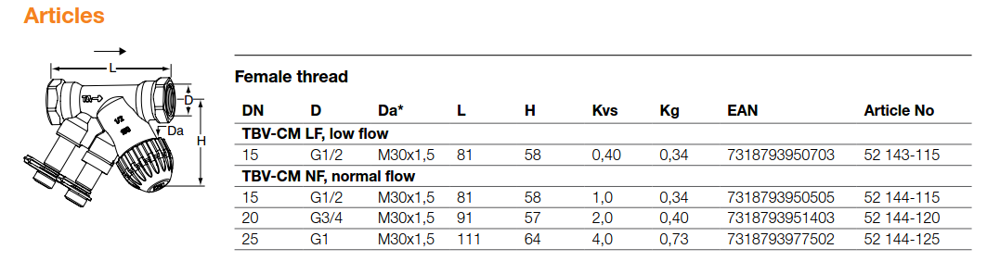 Articles
L
D
Da
H
TA
1/2
Female thread
DN D Da* L H Kvs Kg EAN Article No
TBV-CM LF, low flow
15 G1/2 M30x1,5 81 58 0,40 0,34 7318793950703 52 143-115
TBV-CM NF, normal flow
15 G1/2 M30x1,5 81 58 1,0 0,34 7318793950505 52 144-115
20 G3/4 M30x1,5 91 57 2,0 0,40 7318793951403 52 144-120
25 G1 M30x1,5 111 64 4,0 0,73 7318793977502 52 144-125